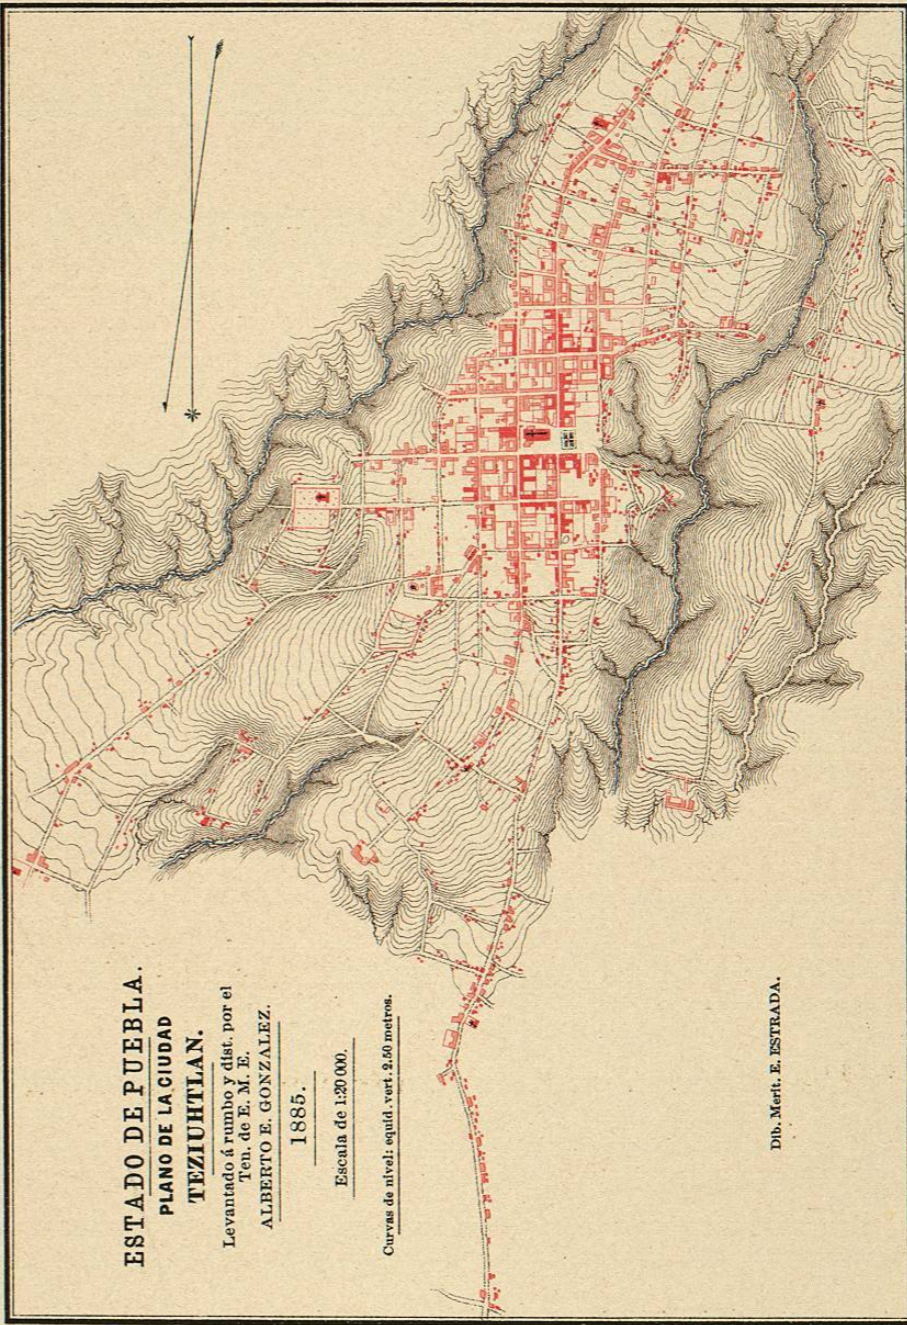 ESTADO DE PUEBLA.
PLANO DE LA CIUDAD
TEZIUHTLAN.
Levantado á rumbo y dist. por el
Ten. de E. M. E.
ALBERTO E. GONZALEZ.
1885.
Escala de 1:20 000.
Curvas de nivel: equid. vert. 2.50 metros.
Dib. Merit. E. ESTRADA.